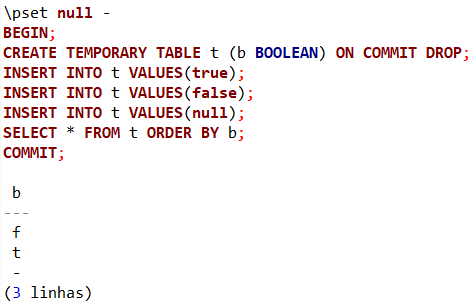 \pset null -
BEGIN;
CREATE TEMPORARY TABLE t (b BOOLEAN) ON COMMIT DROP;
INSERT INTO t VALUES(true);
INSERT INTO t VALUES(false);
INSERT INTO t VALUES(null);
SELECT * FROM t ORDER BY b;
COMMIT;

 b
---
 f
 t
 -
(3 linhas)